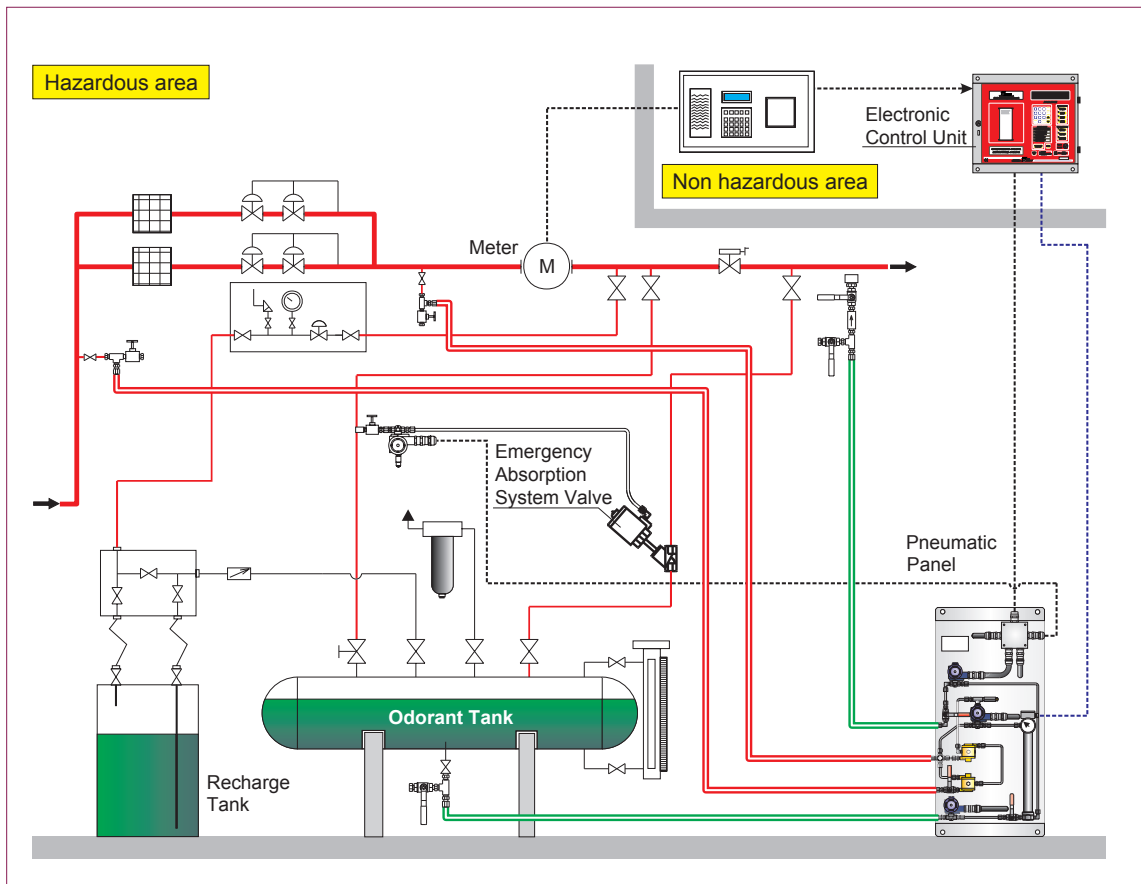 Hazardous area
Electronic
Control Unit
Non hazardous area
Meter
M
Emergency
Absorption
System Valve
Pneumatic
Panel
Odorant Tank
Recharge
Tank